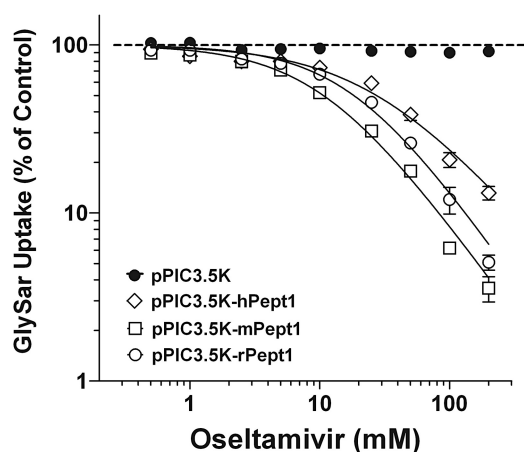 GlySar Uptake (% of Control)
100
10
1
pPIC3.5K
pPIC3.5K-hPept1
pPIC3.5K-mPept1
pPIC3.5K-rPept1
1 10 100
Oseltamivir (mM)